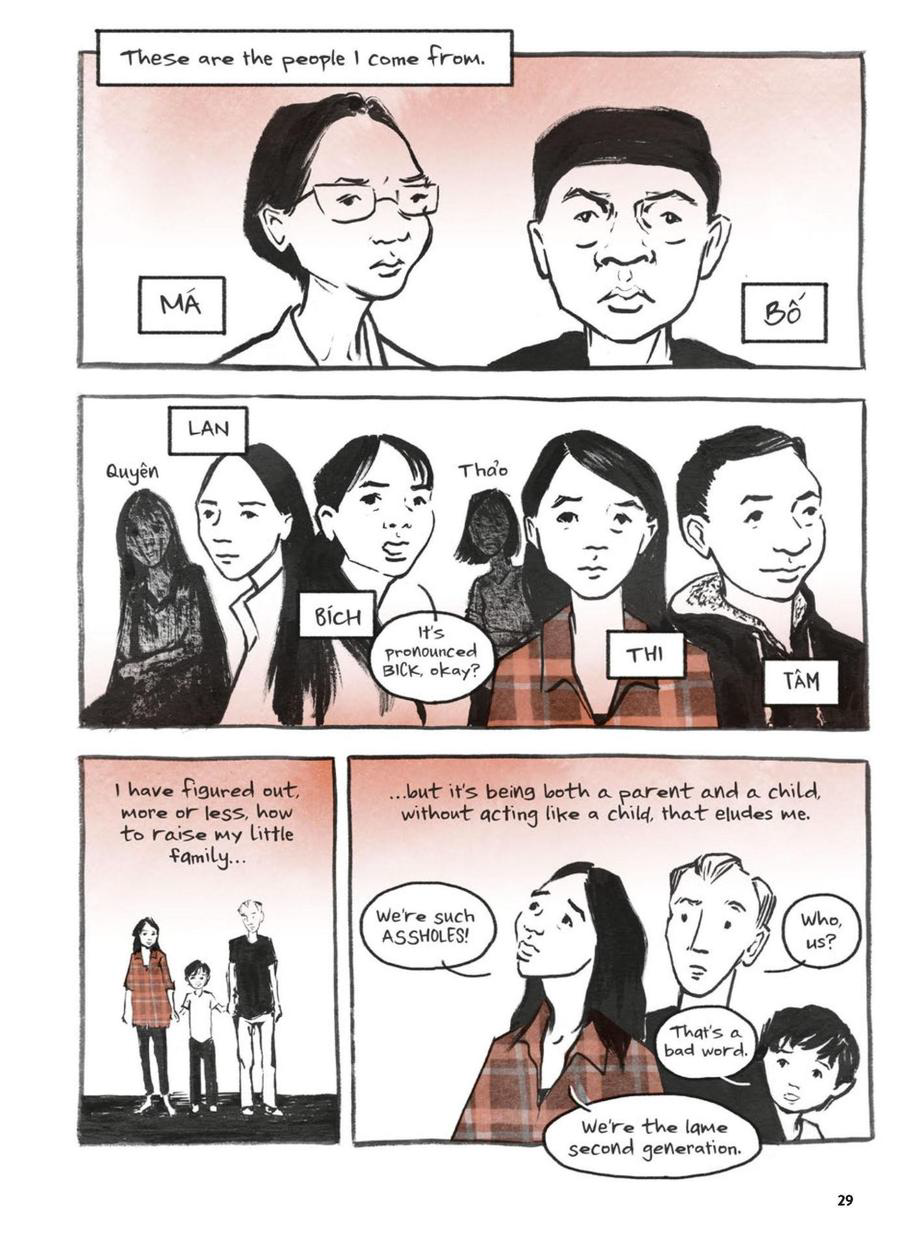 These are the people I come from.
MÁ
BỐ
LAN
Quyên
Thảo
BÍCH
It's
pronounced
BICK, okay?
THI
TÂM
I have figured out,
more or less, how
to raise my little
family...
...but it's being both a parent and a child,
without acting like a child, that eludes me.
We're such
ASSHOLES!
Who,
us?
That's a
bad word.
We're the lame
second generation.
29